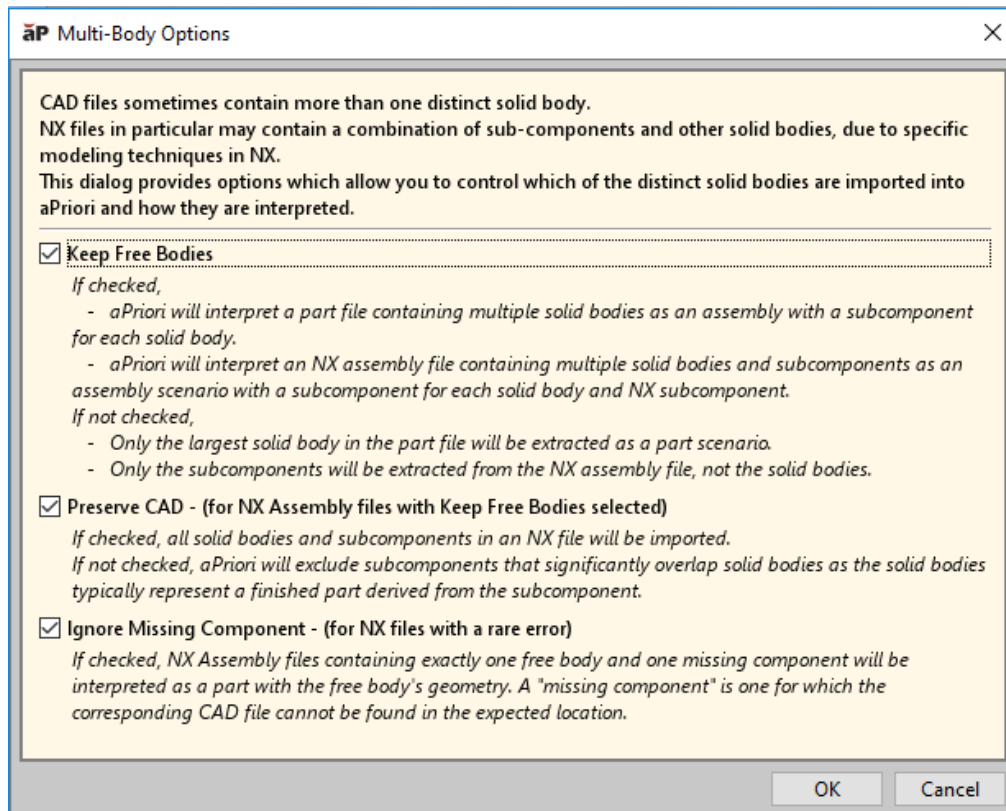 aP Multi-Body Options
CAD files sometimes contain more than one distinct solid body.
NX files in particular may contain a combination of sub-components and other solid bodies, due to specific
modeling techniques in NX.
This dialog provides options which allow you to control which of the distinct solid bodies are imported into
aPriori and how they are interpreted.
Keep Free Bodies
If checked,
- aPriori will interpret a part file containing multiple solid bodies as an assembly with a subcomponent
for each solid body.
- aPriori will interpret an NX assembly file containing multiple solid bodies and subcomponents as an
assembly scenario with a subcomponent for each solid body and NX subcomponent.
If not checked,
- Only the largest solid body in the part file will be extracted as a part scenario.
- Only the subcomponents will be extracted from the NX assembly file, not the solid bodies.
Preserve CAD - (for NX Assembly files with Keep Free Bodies selected)
If checked, all solid bodies and subcomponents in an NX file will be imported.
If not checked, aPriori will exclude subcomponents that significantly overlap solid bodies as the solid bodies
typically represent a finished part derived from the subcomponent.
Ignore Missing Component - (for NX files with a rare error)
If checked, NX Assembly files containing exactly one free body and one missing component will be
interpreted as a part with the free body's geometry. A "missing component" is one for which the
corresponding CAD file cannot be found in the expected location.
OK Cancel